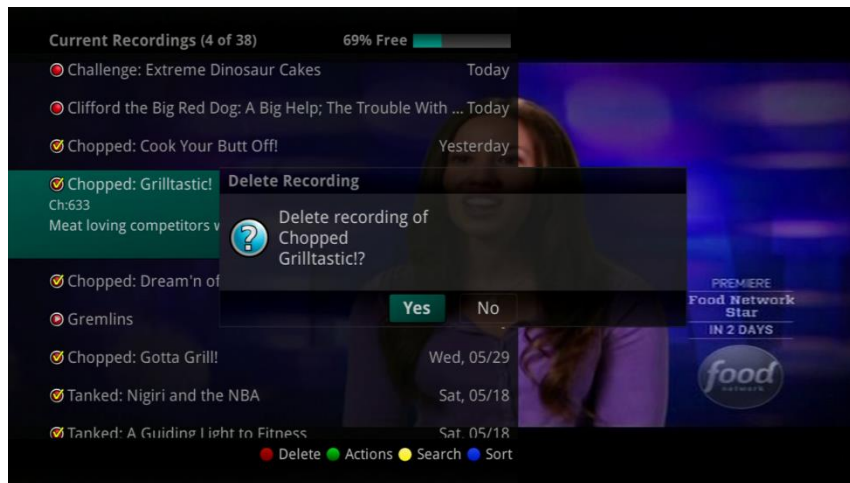 Current Recordings (4 of 38) 69% Free
Challenge: Extreme Dinosaur Cakes Today
Clifford the Big Red Dog: A Big Help; The Trouble With ... Today
Chopped: Cook Your Butt Off! Yesterday
Chopped: Grilltastic!
Ch:633
Meat loving competitors
Delete Recording
Delete recording of
Chopped
Grilltastic!?
Yes No
Chopped: Dream'n of
Gremlins
Chopped: Gotta Grill! Wed, 05/29
Tanked: Nigiri and the NBA Sat, 05/18
Tanked: A Guiding Light to Fitness Sat, 05/18
Delete Actions Search Sort
PREMIERE
Food Network
Star
IN 2 DAYS
food
network